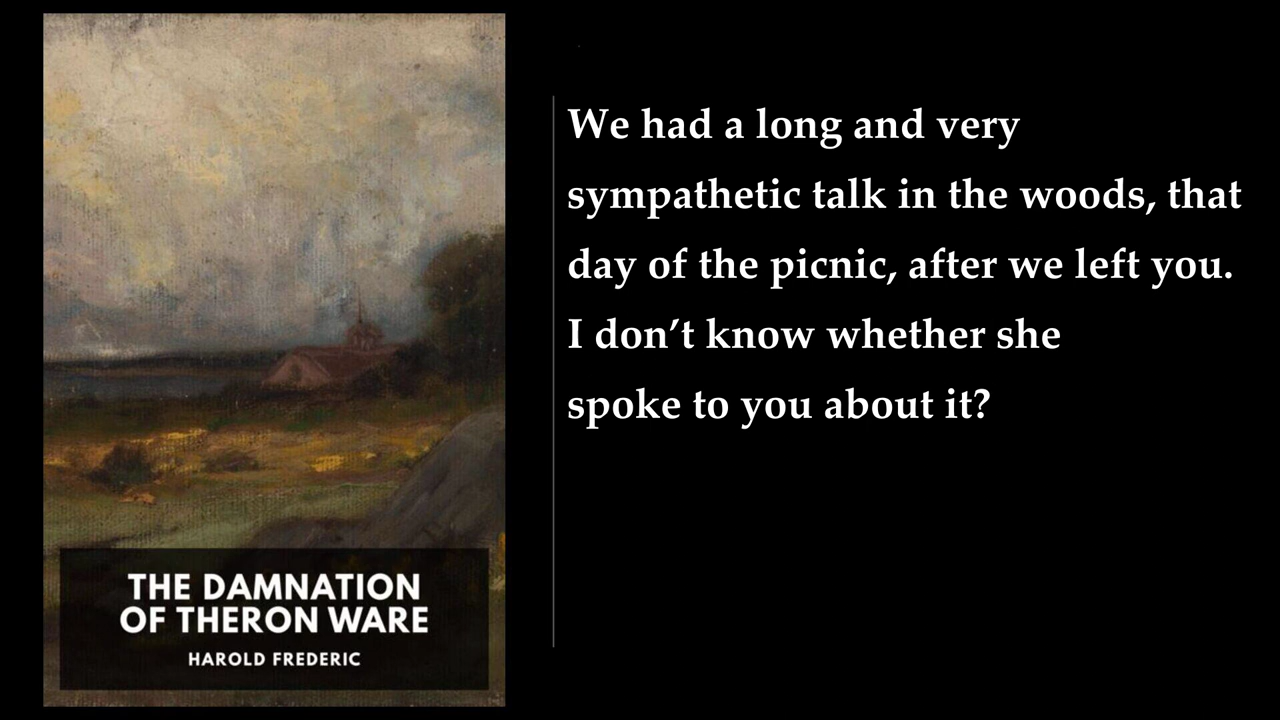 We had a long and very
sympathetic talk in the woods, that
day of the picnic, after we left you.
I don’t know whether she
spoke to you about it?
THE DAMNATION
OF THERON WARE
HAROLD FREDERIC